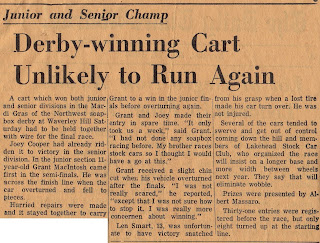 Junior and Senior Champ
Derby-winning Cart
Unlikely to Run Again
A cart which won both junior
and senior divisions in the Mar-
di Gras of the Northwest soap-
box derby at Waverley Hill Sat-
urday had to be held together
with wire for the final race.
Joey Cooper had already rid-
den it to victory in the senior
division. In the junior section 11-
year-old Grant MacIntosh came
first in the semi-finals. He was
across the finish line when the
car overturned and fell to
pieces.
Hurried repairs were made
and it stayed together to carry
Grant to a win in the junior fin-
als before overturning again.
Grant and Joey made their
entry in spare time. "It only
took us a week," said Grant.
"I had not done any soapbox
racing before. My brother races
stock cars so I thought I would
have a go at this."
Grant received a slight chin
cut when his vehicle overturned
after the finals. "I was not
really scared," he reported,
"except that I was not sure how
to stop it. I was really more
concerned about winning."
Len Smart, 13, was unfortun-
ate to have victory snatched
from his grasp when a lost tire
made his car turn over. He was
not injured.
Several of the cars tended to
swerve and get out of control
coming down the hill and mem-
bers of Lakehead Stock Car
Club, who organized the race
will insist on a longer base and
more width between wheels
next year. They say that will
eliminate wobble.
Prizes were presented by Al-
bert Massaro.
Thirty-one entries were
registered before the race, but
only eight turned up at the starting
line.